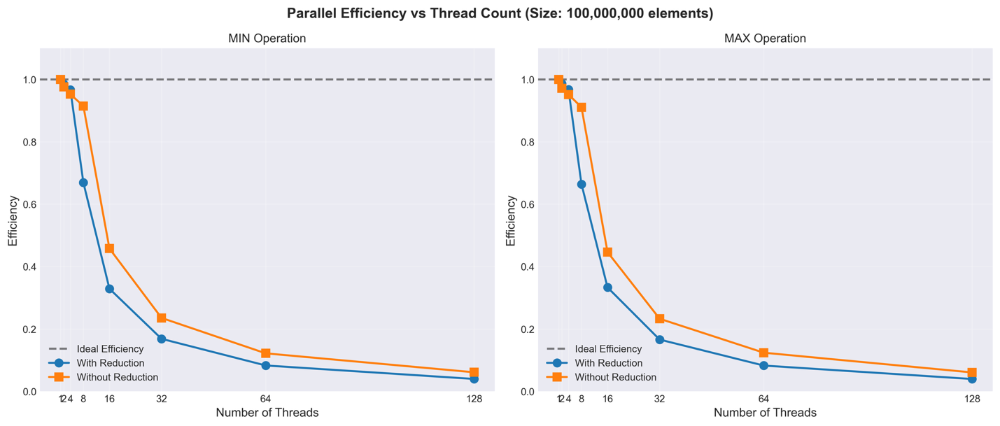 Parallel Efficiency vs Thread Count (Size: 100,000,000 elements)
MIN Operation
Efficiency
1.0
0.8
0.6
0.4
0.2
0.0
Ideal Efficiency
With Reduction
Without Reduction
1 2 4 8 16 32 64 128
Number of Threads
MAX Operation
Efficiency
1.0
0.8
0.6
0.4
0.2
0.0
Ideal Efficiency
With Reduction
Without Reduction
1 2 4 8 16 32 64 128
Number of Threads